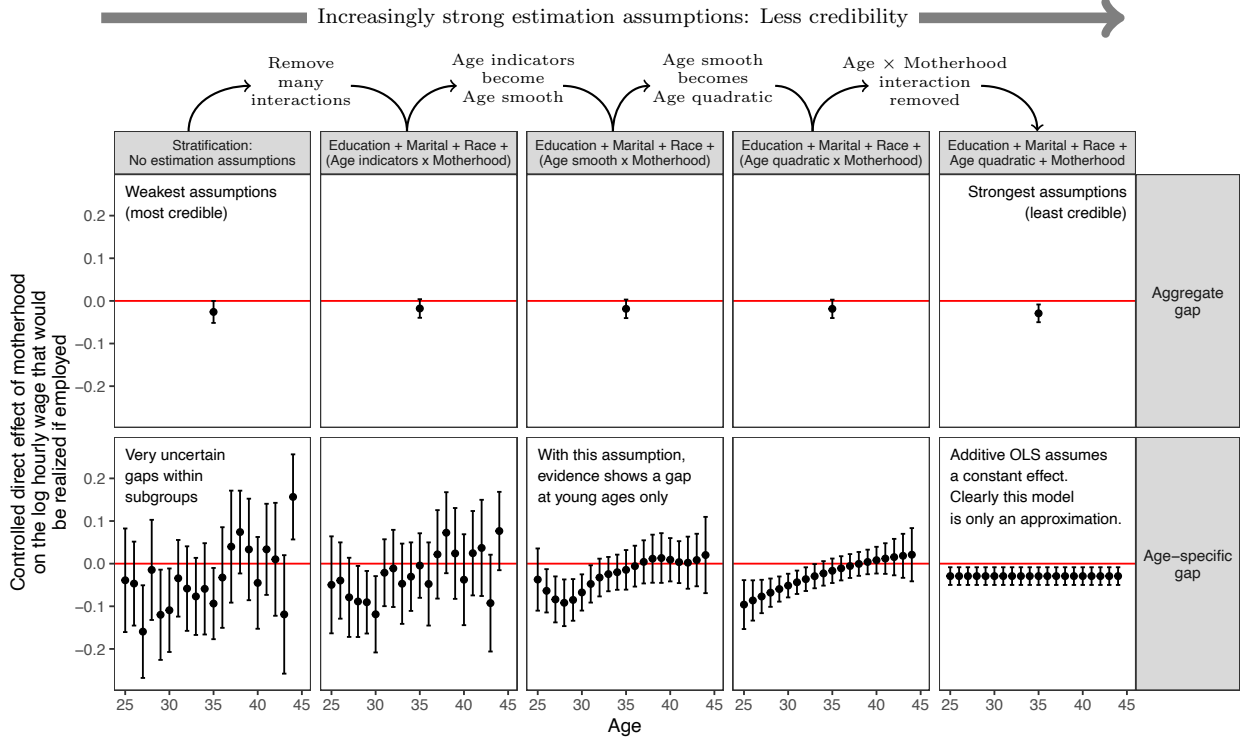 Increasingly strong estimation assumptions: Less credibility
Remove
many
interactions
Age indicators
become
Age smooth
Age smooth
becomes
Age quadratic
Age × Motherhood
interaction
removed
Stratification:
No estimation assumptions
Education + Marital + Race +
(Age indicators x Motherhood)
Education + Marital + Race +
(Age smooth x Motherhood)
Education + Marital + Race +
(Age quadratic x Motherhood)
Education + Marital + Race +
Age quadratic + Motherhood
Controlled direct effect of motherhood
on the log hourly wage that would
be realized if employed
Weakest assumptions
(most credible)
Strongest assumptions
(least credible)
0.2
0.1
0.0
−0.1
−0.2
Aggregate
gap
Very uncertain
gaps within
subgroups
With this assumption,
evidence shows a gap
at young ages only
Additive OLS assumes
a constant effect.
Clearly this model
is only an approximation.
0.2
0.1
0.0
−0.1
−0.2
Age−specific
gap
25 30 35 40 45
25 30 35 40 45
25 30 35 40 45
25 30 35 40 45
25 30 35 40 45
Age